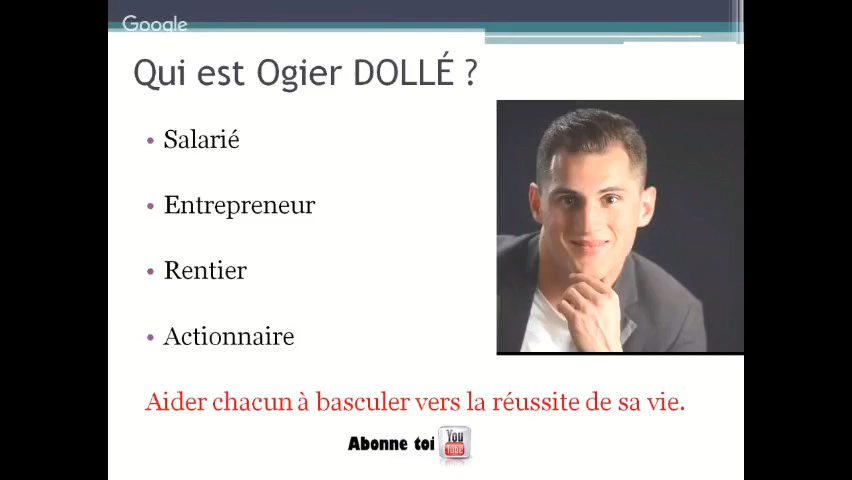 Google
Qui est Ogier DOLLÉ ?
• Salarié
• Entrepreneur
• Rentier
• Actionnaire
Aider chacun à basculer vers la réussite de sa vie.
Abonne toi
You
Tube